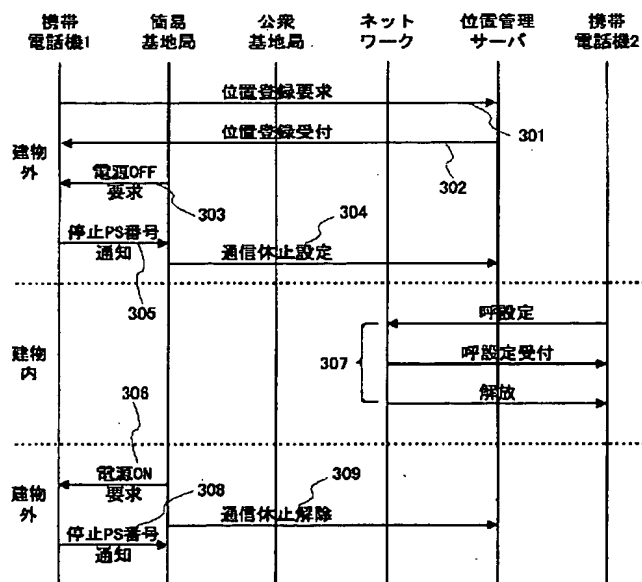 携帯 簡易 公衆 ネット 位置管理 携帯
電話機1 基地局 基地局 ワーク サーバ 電話機2
位置登録要求
301
位置登録受付
302
建物
外
電源OFF
要求
303
304
停止PS番号
通知
通信休止設定
305
呼設定
建物
内
307
呼設定受付
解放
306
電源ON
要求
308
309
建物
外
通信休止解除
停止PS番号
通知